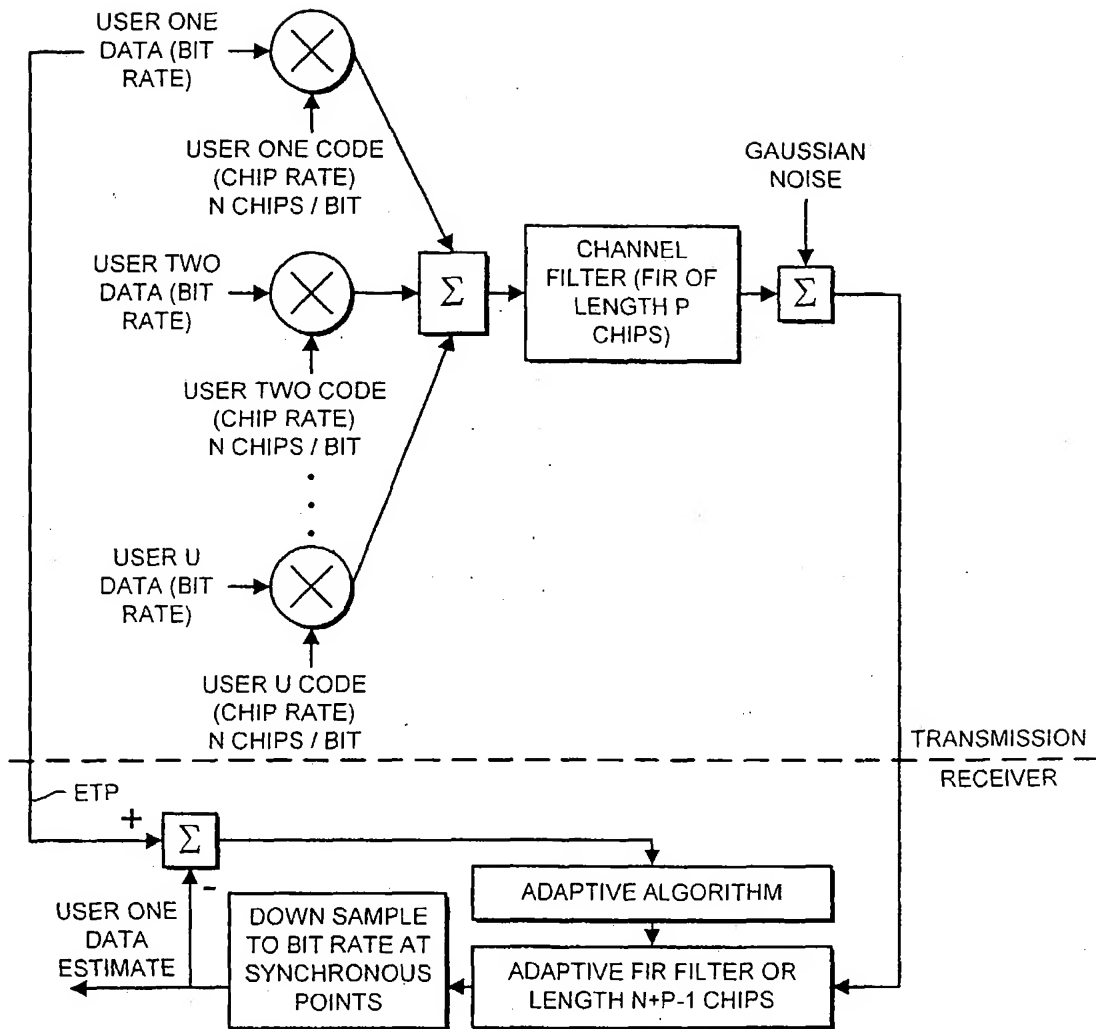 USER ONE
DATA (BIT
RATE)
USER ONE CODE
(CHIP RATE)
N CHIPS / BIT
GAUSSIAN
NOISE
USER TWO
DATA (BIT
RATE)
Σ
CHANNEL
FILTER (FIR OF
LENGTH P
CHIPS)
Σ
USER TWO CODE
(CHIP RATE)
N CHIPS / BIT
USER U
DATA (BIT
RATE)
USER U CODE
(CHIP RATE)
N CHIPS / BIT
TRANSMISSION
RECEIVER
ETP
+
Σ
-
ADAPTIVE ALGORITHM
USER ONE
DATA
ESTIMATE
DOWN SAMPLE
TO BIT RATE AT
SYNCHRONOUS
POINTS
ADAPTIVE FIR FILTER OR
LENGTH N+P-1 CHIPS